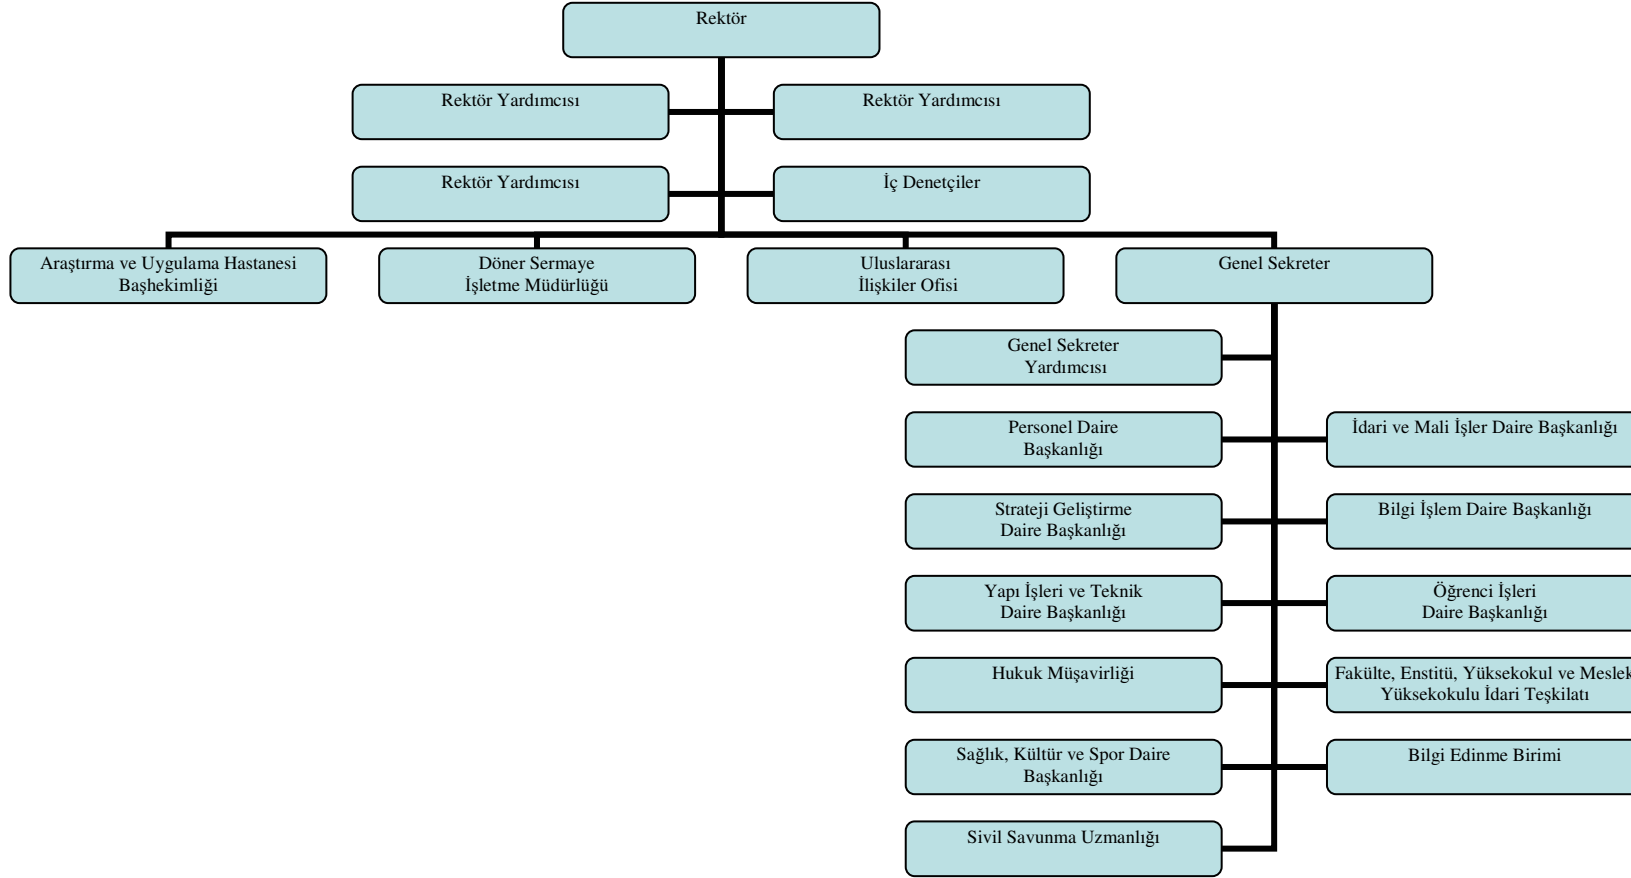 Rektör
Rektör Yardımcısı
Rektör Yardımcısı
Rektör Yardımcısı
İç Denetçiler
Araştırma ve Uygulama Hastanesi
Başhekimliği
Döner Sermaye
İşletme Müdürlüğü
Uluslararası
İlişkiler Ofisi
Genel Sekreter
Genel Sekreter
Yardımcısı
Personel Daire
Başkanlığı
İdari ve Mali İşler Daire Başkanlığı
Strateji Geliştirme
Daire Başkanlığı
Bilgi İşlem Daire Başkanlığı
Yapı İşleri ve Teknik
Daire Başkanlığı
Öğrenci İşleri
Daire Başkanlığı
Hukuk Müşavirliği
Fakülte, Enstitü, Yüksekokul ve Meslek
Yüksekokulu İdari Teşkilatı
Sağlık, Kültür ve Spor Daire
Başkanlığı
Bilgi Edinme Birimi
Sivil Savunma Uzmanlığı